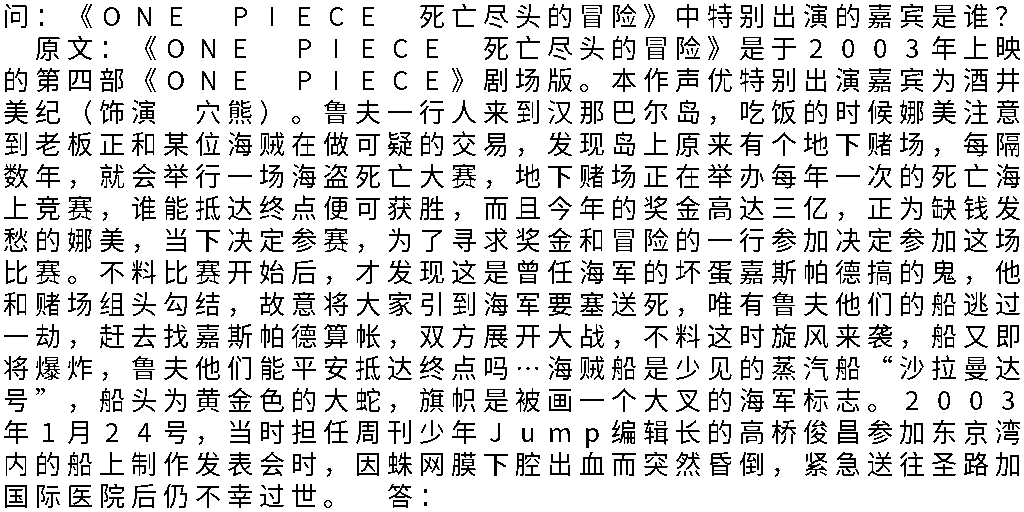 问：《ＯＮＥ　ＰＩＥＣＥ　死亡尽头的冒险》中特别出演的嘉宾是谁？
　原文：《ＯＮＥ　ＰＩＥＣＥ　死亡尽头的冒险》是于２００３年上映
的第四部《ＯＮＥ　ＰＩＥＣＥ》剧场版。本作声优特别出演嘉宾为酒井
美纪（饰演　穴熊）。鲁夫一行人来到汉那巴尔岛，吃饭的时候娜美注意
到老板正和某位海贼在做可疑的交易，发现岛上原来有个地下赌场，每隔
数年，就会举行一场海盗死亡大赛，地下赌场正在举办每年一次的死亡海
上竞赛，谁能抵达终点便可获胜，而且今年的奖金高达三亿，正为缺钱发
愁的娜美，当下决定参赛，为了寻求奖金和冒险的一行参加决定参加这场
比赛。不料比赛开始后，才发现这是曾任海军的坏蛋嘉斯帕德搞的鬼，他
和赌场组头勾结，故意将大家引到海军要塞送死，唯有鲁夫他们的船逃过
一劫，赶去找嘉斯帕德算帐，双方展开大战，不料这时旋风来袭，船又即
将爆炸，鲁夫他们能平安抵达终点吗…海贼船是少见的蒸汽船“沙拉曼达
号”，船头为黄金色的大蛇，旗帜是被画一个大叉的海军标志。２００３
年１月２４号，当时担任周刊少年Ｊｕｍｐ编辑长的高桥俊昌参加东京湾
内的船上制作发表会时，因蛛网膜下腔出血而突然昏倒，紧急送往圣路加
国际医院后仍不幸过世。　答：